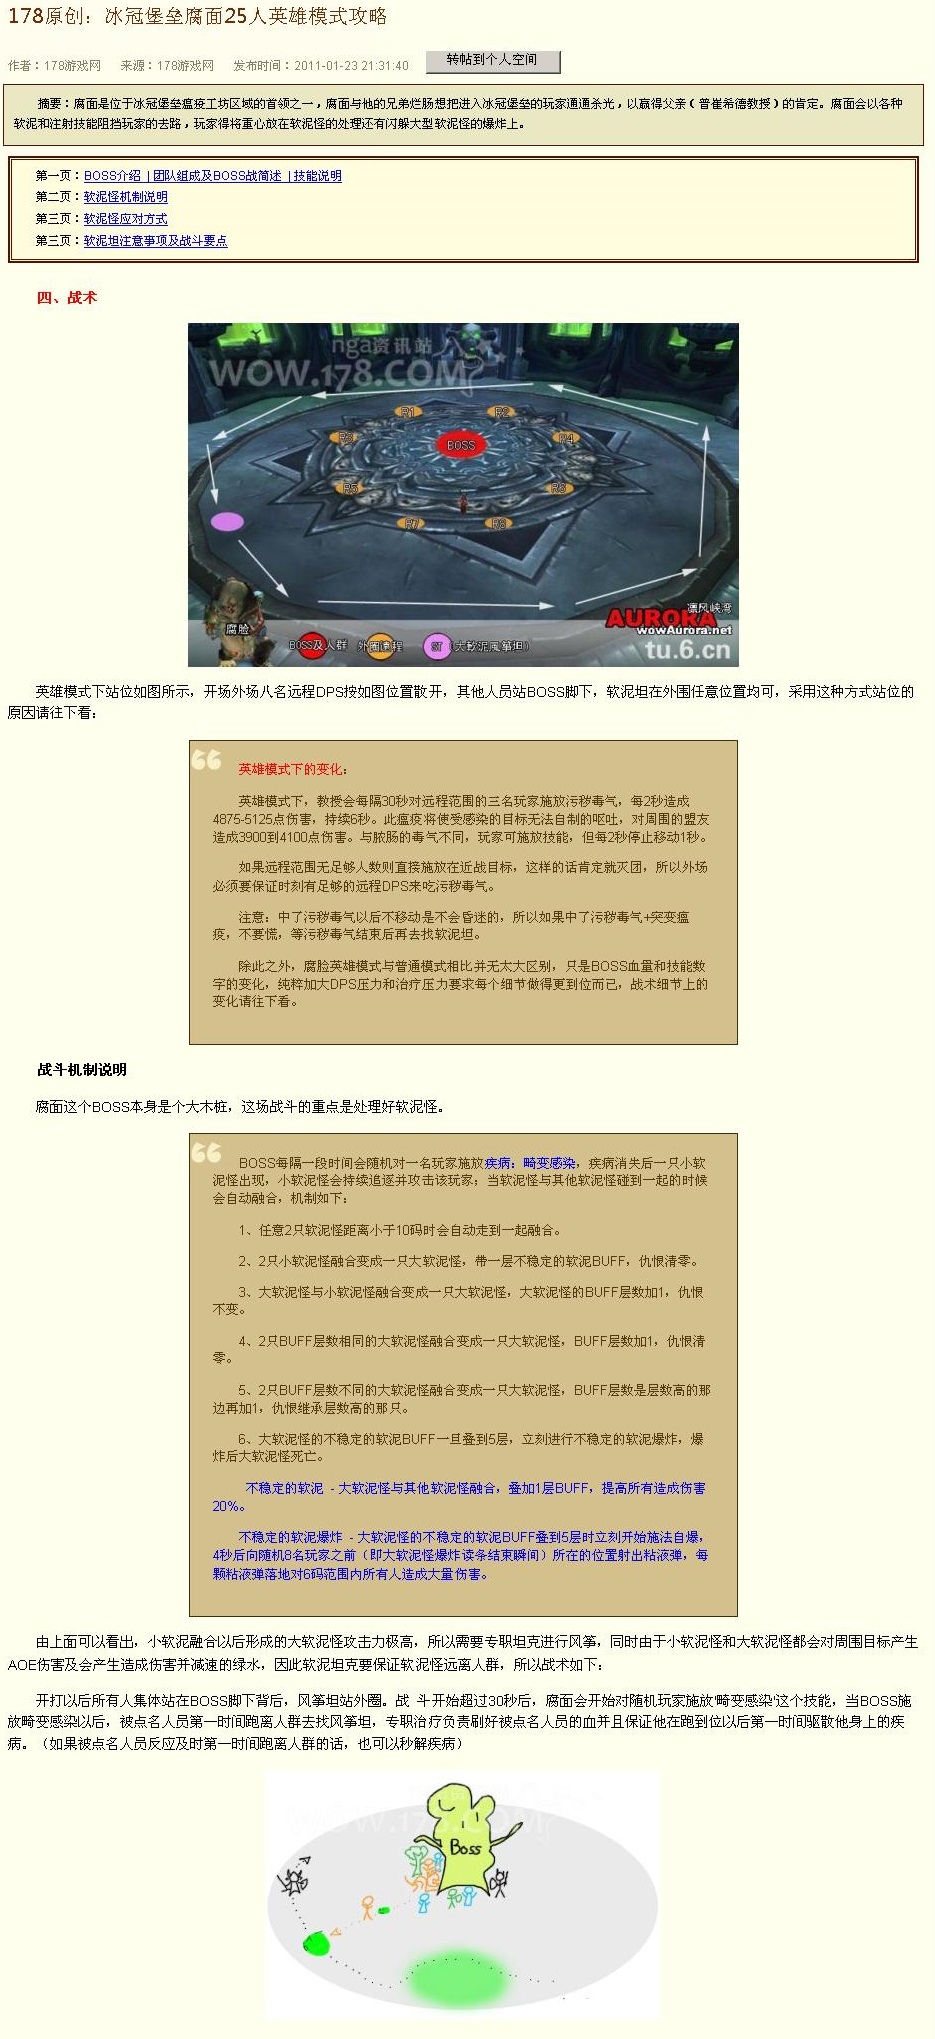 178原创：冰冠堡垒腐面25人英雄模式攻略
作者：178游戏网 来源：178游戏网 发布时间：2011-01-23 21:31:40 转帖到个人空间
摘要：腐面是位于冰冠堡垒瘟疫工坊区域的首领之一，腐面与他的兄弟烂肠想把进入冰冠堡垒的玩家通通杀光，以赢得父亲（普崔希德教授）的肯定。腐面会以各种
软泥和注射技能阻挡玩家的去路，玩家得将重心放在软泥怪的处理还有闪躲大型软泥怪的爆炸上。
第一页：BOSS介绍 | 团队组成及BOSS战简述 | 技能说明
第二页：软泥怪机制说明
第三页：软泥怪应对方式
第三页：软泥坦注意事项及战斗要点
四、战术
nga资讯站
WOW.178.COM
R1
R2
R3
BOSS
R4
R5
R6
R7
R8
腐脸
BOSS及人群
外圈远程
ST（大软泥风筝坦）
凛风峡湾
AURORA
wowAurora.net
tu.6.cn
英雄模式下站位如图所示，开场外场八名远程DPS按如图位置散开，其他人员站BOSS脚下，软泥坦在外围任意位置均可，采用这种方式站位的
原因请往下看：
英雄模式下的变化：
英雄模式下，教授会每隔30秒对远程范围的三名玩家施放污秽毒气，每2秒造成
4875-5125点伤害，持续6秒。此瘟疫将使受感染的目标无法自制的呕吐，对周围的盟友
造成3900到4100点伤害。与脓肠的毒气不同，玩家可施放技能，但每2秒停止移动1秒。
如果远程范围无足够人数则直接施放在近战目标，这样的话肯定就灭团，所以外场
必须要保证时刻有足够的远程DPS来吃污秽毒气。
注意：中了污秽毒气以后不移动是不会昏迷的，所以如果中了污秽毒气+突变瘟
疫，不要慌，等污秽毒气结束后再去找软泥坦。
除此之外，腐脸英雄模式与普通模式相比并无太大区别，只是BOSS血量和技能数
字的变化，纯粹加大DPS压力和治疗压力要求每个细节做得更到位而已，战术细节上的
变化请往下看。
战斗机制说明
腐面这个BOSS本身是个大木桩，这场战斗的重点是处理好软泥怪。
BOSS每隔一段时间会随机对一名玩家施放疾病：畸变感染，疾病消失后一只小软
泥怪出现，小软泥怪会持续追逐并攻击该玩家；当软泥怪与其他软泥怪碰到一起的时候
会自动融合，机制如下：
1、任意2只软泥怪距离小于10码时会自动走到一起融合。
2、2只小软泥怪融合变成一只大软泥怪，带一层不稳定的软泥BUFF，仇恨清零。
3、大软泥怪与小软泥怪融合变成一只大软泥怪，大软泥怪的BUFF层数加1，仇恨
不变。
4、2只BUFF层数相同的大软泥怪融合变成一只大软泥怪，BUFF层数加1，仇恨清
零。
5、2只BUFF层数不同的大软泥怪融合变成一只大软泥怪，BUFF层数是层数高的那
边再加1，仇恨继承层数高的那只。
6、大软泥怪的不稳定的软泥BUFF一旦叠到5层，立刻进行不稳定的软泥爆炸，爆
炸后大软泥怪死亡。
不稳定的软泥 - 大软泥怪与其他软泥怪融合，叠加1层BUFF，提高所有造成伤害
20%。
不稳定的软泥爆炸 - 大软泥怪的不稳定的软泥BUFF叠到5层时立刻开始施法自爆，
4秒后向随机8名玩家之前（即大软泥怪爆炸读条结束瞬间）所在的位置射出粘液弹，每
颗粘液弹落地对6码范围内所有人造成大量伤害。
由上面可以看出，小软泥融合以后形成的大软泥怪攻击力极高，所以需要专职坦克进行风筝，同时由于小软泥怪和大软泥怪都会对周围目标产生
AOE伤害及会产生造成伤害并减速的绿水，因此软泥坦克要保证软泥怪远离人群，所以战术如下：
开打以后所有人集体站在BOSS脚下背后，风筝坦站外圈。战 斗开始超过30秒后，腐面会开始对随机玩家施放'畸变感染'这个技能，当BOSS施
放畸变感染以后，被点名人员第一时间跑离人群去找风筝坦，专职治疗负责刷好被点名人员的血并且保证他在跑到位以后第一时间驱散他身上的疾
病。（如果被点名人员反应及时第一时间跑离人群的话，也可以秒解疾病）
WOW.178.COM
Boss